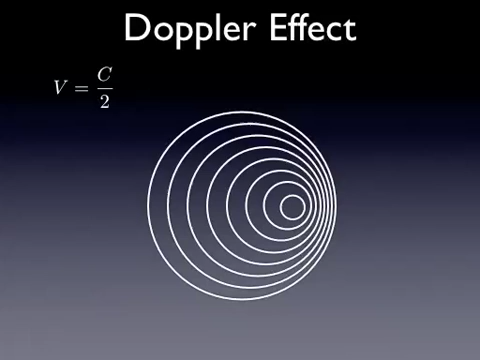 Doppler Effect
V = C/2